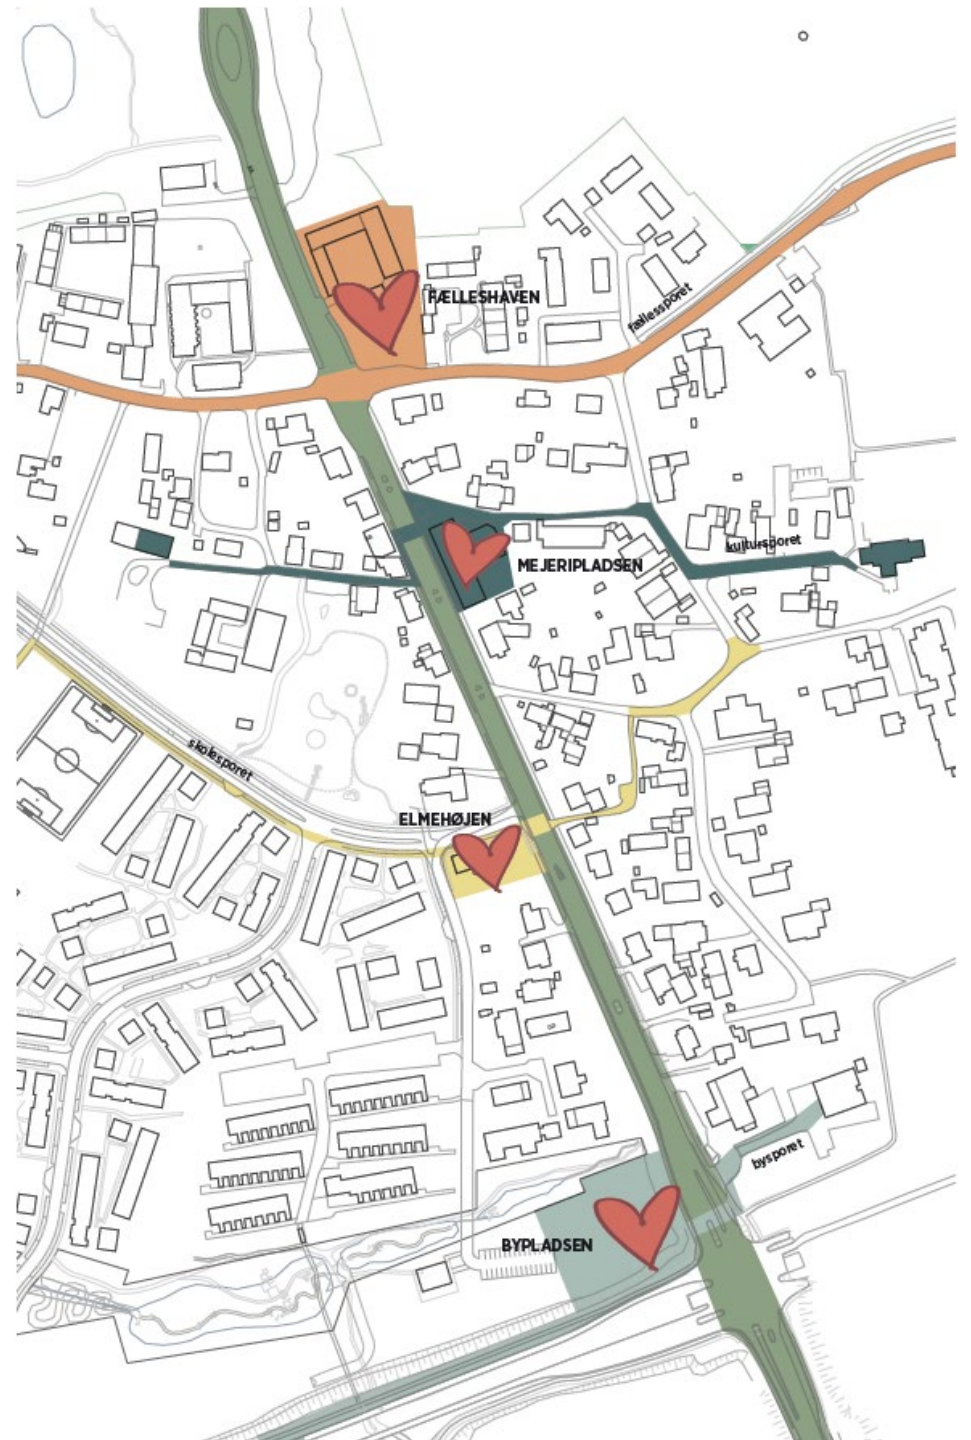 FÆLLESHAVEN
fællessporet
kultursporet
MEJERIPLADSEN
skolesporet
ELMEHØJEN
bysporet
BYPLADSEN